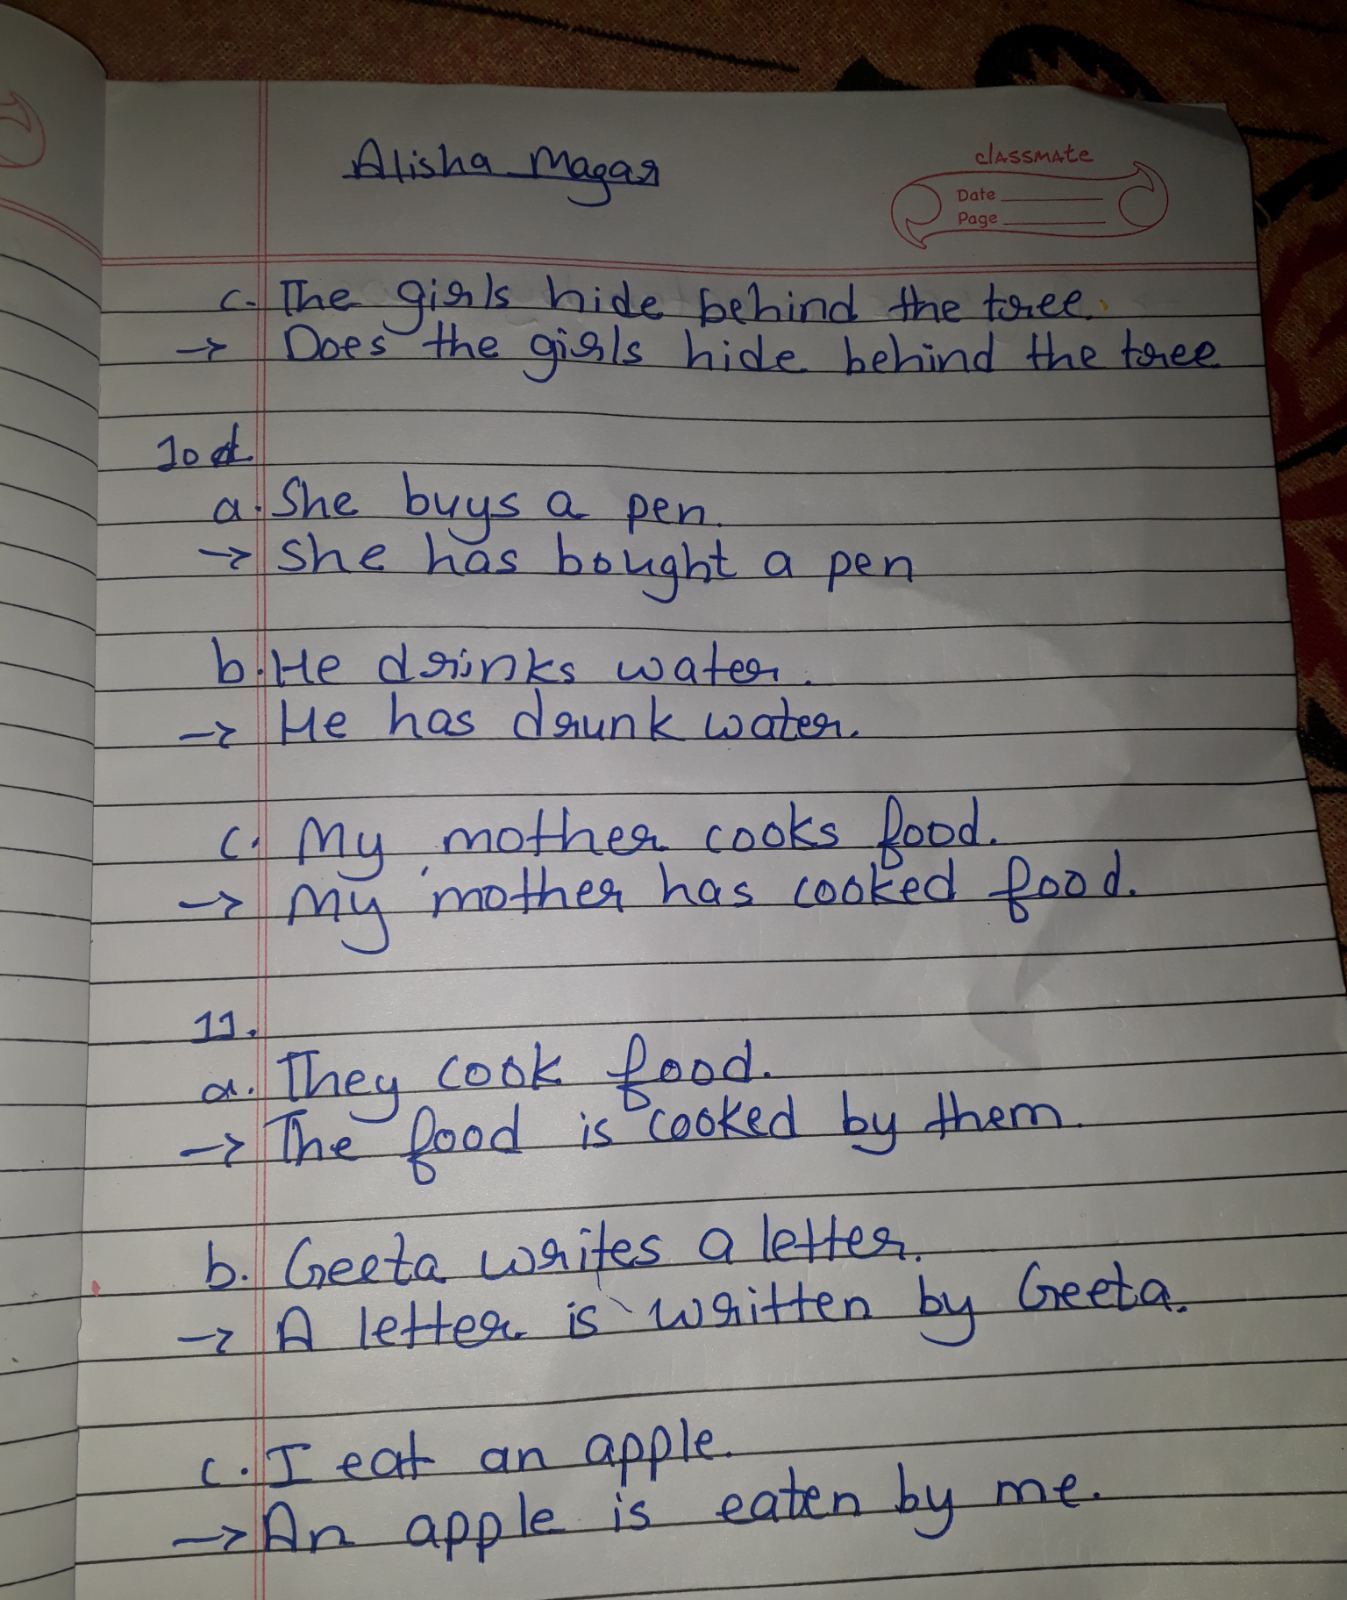 Alisha Magar
classmate
Date
Page
c. The girls hide behind the tree.
→ Does the girls hide behind the tree
10
a. She buys a pen.
→ she has bought a pen
b. He drinks water.
→ He has drunk water.
c. My mother cooks food.
→ My mother has cooked food.
11.
a. They cook food.
→ The food is cooked by them.
b. Geeta writes a letter.
→ A letter is written by Geeta.
c. I eat an apple.
→ An apple is eaten by me.